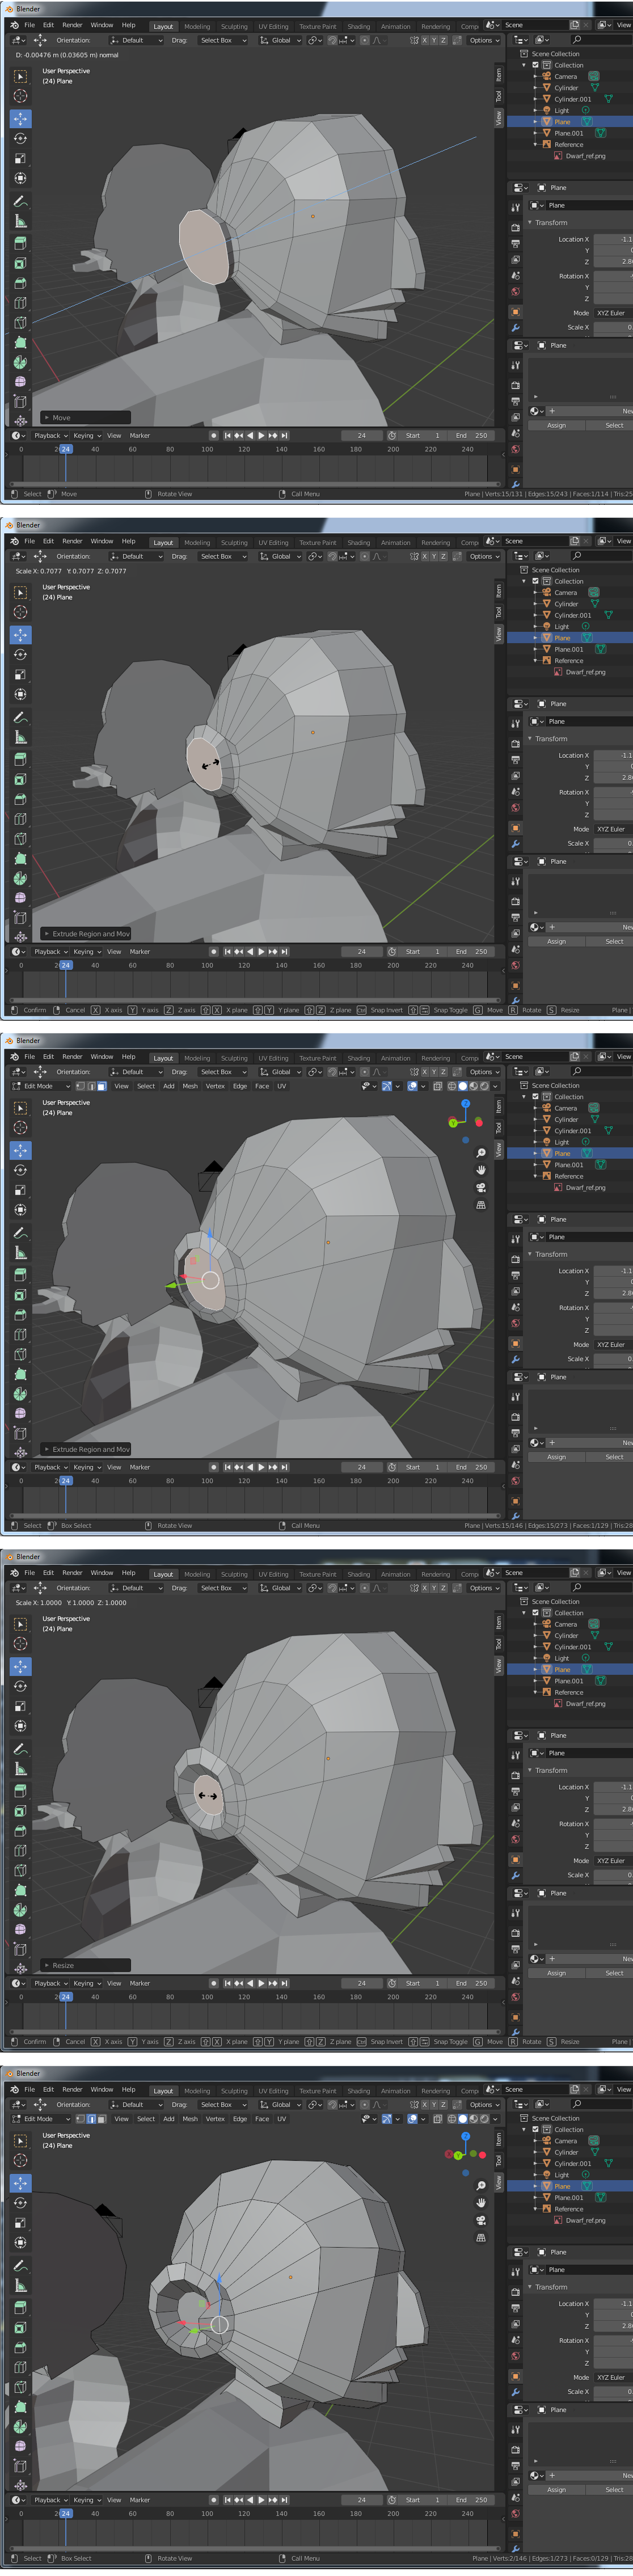 Blender
File Edit Render Window Help Layout Modeling Sculpting UV Editing Texture Paint Shading Animation Rendering Comp Scene View
Orientation: Default Drag: Select Box Global X Y Z Options
D: -0.00476 m (0.03605 m) normal
User Perspective
(24) Plane
Item
Tool
View
Scene Collection
Collection
Camera
Cylinder
Cylinder.001
Light
Plane
Plane.001
Reference
Dwarf_ref.png
Plane
Plane
Transform
Location X -1.1
Y
Z 2.8
Rotation X
Y
Z
Mode XYZ Euler
Scale X 0.
Plane
Move
New
Assign Select
Playback Keying View Marker 24 Start 1 End 250
0 24 40 60 80 100 120 140 160 180 200 220 240
Select Move Rotate View Call Menu Plane | Verts:15/131 | Edges:15/243 | Faces:1/114 | Tris:25
Blender
File Edit Render Window Help Layout Modeling Sculpting UV Editing Texture Paint Shading Animation Rendering Comp Scene View
Orientation: Default Drag: Select Box Global X Y Z Options
Scale X: 0.7077 Y: 0.7077 Z: 0.7077
User Perspective
(24) Plane
Item
Tool
View
Scene Collection
Collection
Camera
Cylinder
Cylinder.001
Light
Plane
Plane.001
Reference
Dwarf_ref.png
Plane
Plane
Transform
Location X -1.1
Y
Z 2.8
Rotation X
Y
Z
Mode XYZ Euler
Scale X 0.
Plane
Extrude Region and Mov
New
Assign Select
Playback Keying View Marker 24 Start 1 End 250
0 24 40 60 80 100 120 140 160 180 200 220 240
Confirm Cancel X X axis Y Y axis Z Z axis X X plane Y Y plane Z Z plane Ctrl Snap Invert Snap Toggle G Move R Rotate S Resize Plane |
Blender
File Edit Render Window Help Layout Modeling Sculpting UV Editing Texture Paint Shading Animation Rendering Comp Scene View
Orientation: Default Drag: Select Box Global X Y Z Options
Edit Mode View Select Add Mesh Vertex Edge Face UV
User Perspective
(24) Plane
Z
Y
Item
Tool
View
Scene Collection
Collection
Camera
Cylinder
Cylinder.001
Light
Plane
Plane.001
Reference
Dwarf_ref.png
Plane
Plane
Transform
Location X -1.1
Y
Z 2.8
Rotation X
Y
Z
Mode XYZ Euler
Scale X 0.
Plane
Extrude Region and Mov
New
Assign Select
Playback Keying View Marker 24 Start 1 End 250
0 24 40 60 80 100 120 140 160 180 200 220 240
Select Box Select Rotate View Call Menu Plane | Verts:15/146 | Edges:15/273 | Faces:1/129 | Tris:28
Blender
File Edit Render Window Help Layout Modeling Sculpting UV Editing Texture Paint Shading Animation Rendering Comp Scene View
Orientation: Default Drag: Select Box Global X Y Z Options
Scale X: 1.0000 Y: 1.0000 Z: 1.0000
User Perspective
(24) Plane
Item
Tool
View
Scene Collection
Collection
Camera
Cylinder
Cylinder.001
Light
Plane
Plane.001
Reference
Dwarf_ref.png
Plane
Plane
Transform
Location X -1.1
Y
Z 2.8
Rotation X
Y
Z
Mode XYZ Euler
Scale X 0.
Plane
Resize
New
Assign Select
Playback Keying View Marker 24 Start 1 End 250
0 24 40 60 80 100 120 140 160 180 200 220 240
Confirm Cancel X X axis Y Y axis Z Z axis X X plane Y Y plane Z Z plane Ctrl Snap Invert Snap Toggle G Move R Rotate S Resize Plane |
Blender
File Edit Render Window Help Layout Modeling Sculpting UV Editing Texture Paint Shading Animation Rendering Comp Scene View
Orientation: Default Drag: Select Box Global X Y Z Options
Edit Mode View Select Add Mesh Vertex Edge Face UV
User Perspective
(24) Plane
Z
Y
Item
Tool
View
Scene Collection
Collection
Camera
Cylinder
Cylinder.001
Light
Plane
Plane.001
Reference
Dwarf_ref.png
Plane
Plane
Transform
Location X -1.1
Y
Z 2.8
Rotation X
Y
Z
Mode XYZ Euler
Scale X 0.
Plane
New
Assign Select
Playback Keying View Marker 24 Start 1 End 250
0 24 40 60 80 100 120 140 160 180 200 220 240
Select Box Select Rotate View Call Menu Plane | Verts:2/146 | Edges:1/273 | Faces:0/129 | Tris:28